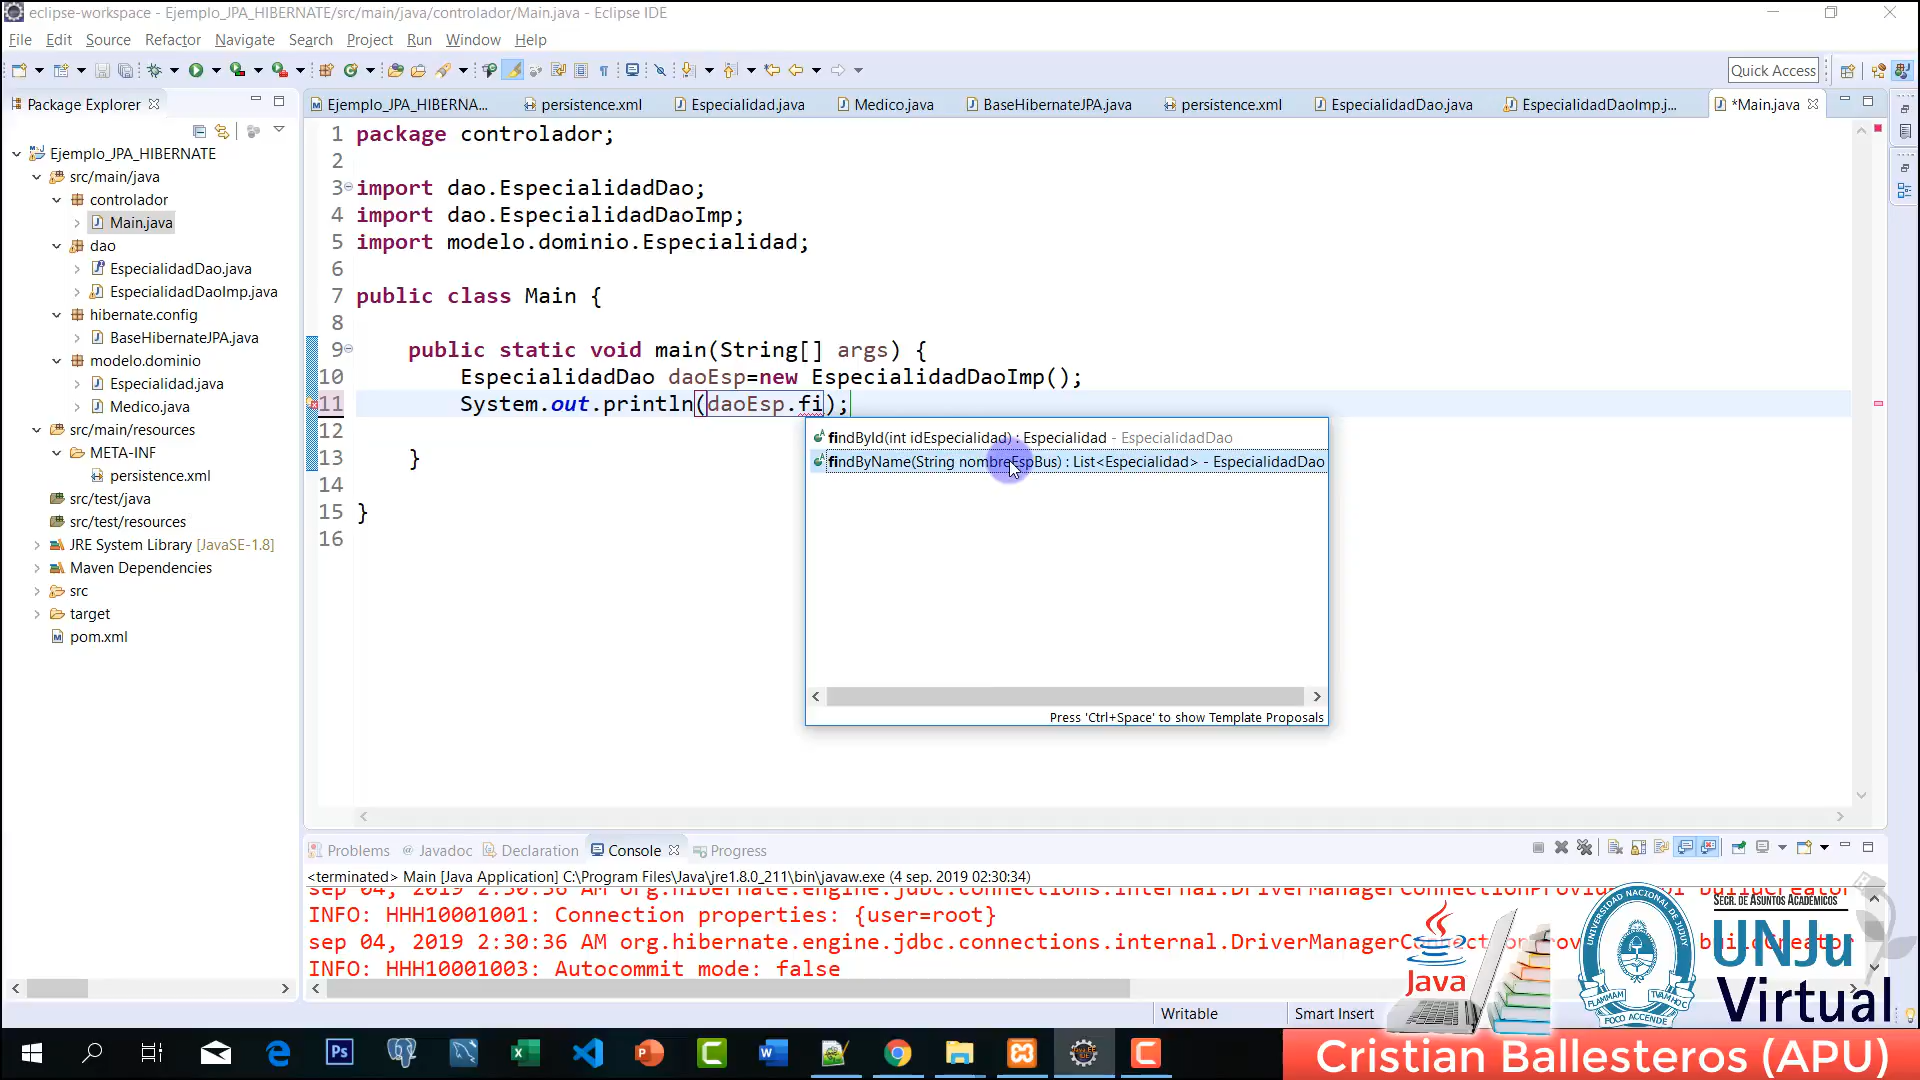 eclipse-workspace - Ejemplo_JPA_HIBERNATE/src/main/java/controlador/Main.java - Eclipse IDE
File Edit Source Refactor Navigate Search Project Run Window Help
Quick Access
Package Explorer
Ejemplo_JPA_HIBERNA... persistence.xml Especialidad.java Medico.java BaseHibernateJPA.java persistence.xml EspecialidadDao.java EspecialidadDaoImp.j... *Main.java
Ejemplo_JPA_HIBERNATE
src/main/java
controlador
Main.java
dao
EspecialidadDao.java
EspecialidadDaoImp.java
hibernate.config
BaseHibernateJPA.java
modelo.dominio
Especialidad.java
Medico.java
src/main/resources
META-INF
persistence.xml
src/test/java
src/test/resources
JRE System Library [JavaSE-1.8]
Maven Dependencies
src
target
pom.xml
1 package controlador;
2
3 import dao.EspecialidadDao;
4 import dao.EspecialidadDaoImp;
5 import modelo.dominio.Especialidad;
6
7 public class Main {
8
9 public static void main(String[] args) {
10 EspecialidadDao daoEsp=new EspecialidadDaoImp();
11 System.out.println(daoEsp.fi);
12
13 }
14
15 }
16
findById(int idEspecialidad) : Especialidad - EspecialidadDao
findByName(String nombreEspBus) : List<Especialidad> - EspecialidadDao
Press 'Ctrl+Space' to show Template Proposals
Problems Javadoc Declaration Console Progress
<terminated> Main [Java Application] C:\Program Files\Java\jre1.8.0_211\bin\javaw.exe (4 sep. 2019 02:30:34)
sep 04, 2019 2:30:36 AM org.hibernate.engine.jdbc.connections.internal.DriverManagerConnectionProvide
INFO: HHH10001001: Connection properties: {user=root}
sep 04, 2019 2:30:36 AM org.hibernate.engine.jdbc.connections.internal.DriverManagerCon
INFO: HHH10001003: Autocommit mode: false
Writable Smart Insert
Java
UNIVERSIDAD NACIONAL DE JUJUY
SECR. DE ASUNTOS ACADÉMICOS
UNJu
Virtual
Cristian Ballesteros (APU)